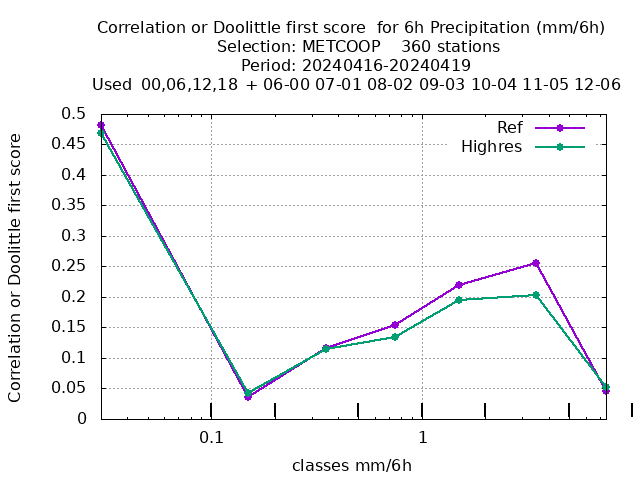 Correlation or Doolittle first score  for 6h Precipitation (mm/6h)
Selection: METCOOP    360 stations
Period: 20240416-20240419
Used  00,06,12,18  + 06-00 07-01 08-02 09-03 10-04 11-05 12-06
Ref
Highres
Correlation or Doolittle first score
0.5
0.45
0.4
0.35
0.3
0.25
0.2
0.15
0.1
0.05
0
0.1
1
classes mm/6h